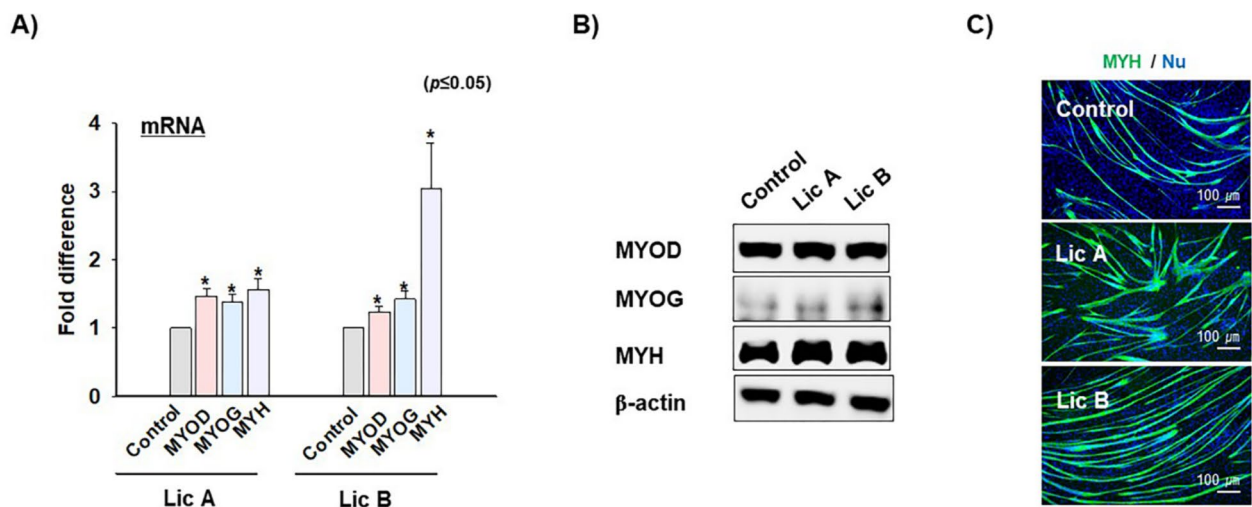 A)
(p≤0.05)
mRNA
Fold difference
4
3
2
1
0
* * * * * *
Control MYOD MYOG MYH Control MYOD MYOG MYH
Lic A Lic B
B)
Control Lic A Lic B
MYOD
MYOG
MYH
β-actin
C)
MYH / Nu
Control
100 ㎛
Lic A
100 ㎛
Lic B
100 ㎛